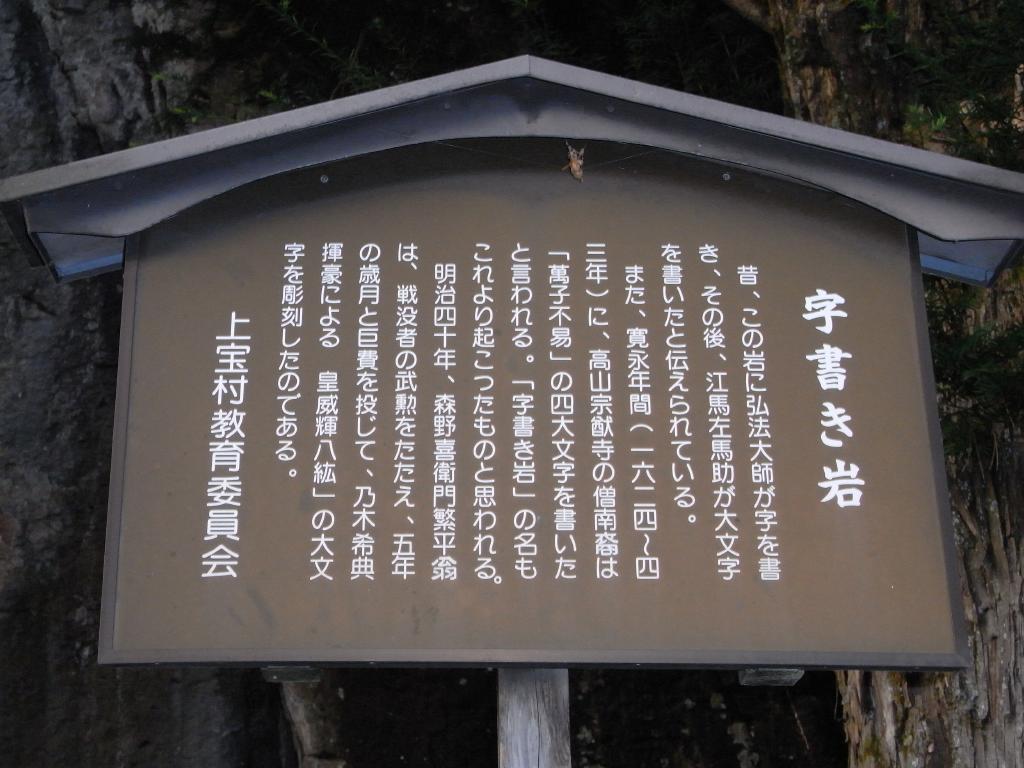 字書き岩
昔、この岩に弘法大師が字を書
き、その後、江馬左馬助が大文字
を書いたと伝えられている。
また、寛永年間(一六二四〜四
三年)に、高山宗猷寺の僧南裔は
「萬子不易」の四大文字を書いた
と言われる。「字書き岩」の名も
これより起こったものと思われる。
明治四十年、森野喜衛門繁平翁
は、戦没者の武勲をたたえ、五年
の歳月と巨費を投じて、乃木希典
揮豪による 皇威輝八紘」の大文
字を彫刻したのである。
上宝村教育委員会